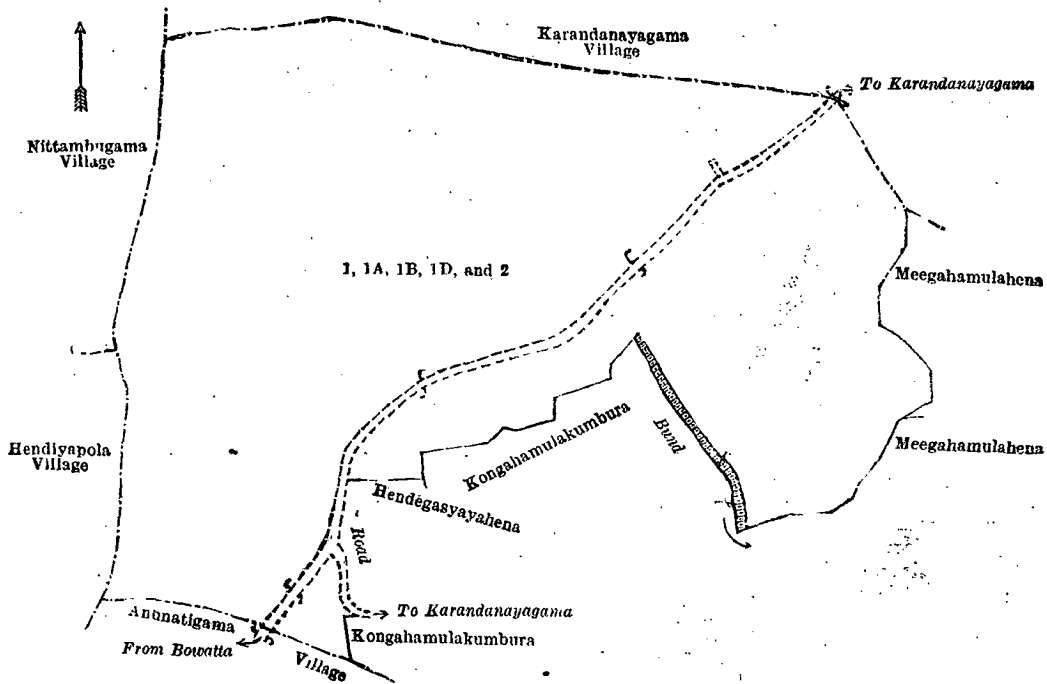 Karandanayagama
Village
To Karandanayagama
Nittambugama
Village
1, 1A, 1B, 1D, and 2
Meegahamulahena
Kongahamulakumbura
Bund
Hendiyapola
Village
Meegahamulahena
Hendegasyayahena
Road
To Karandanayagama
Anunatigama
Village
Kongahamulakumbura
From Bowatta